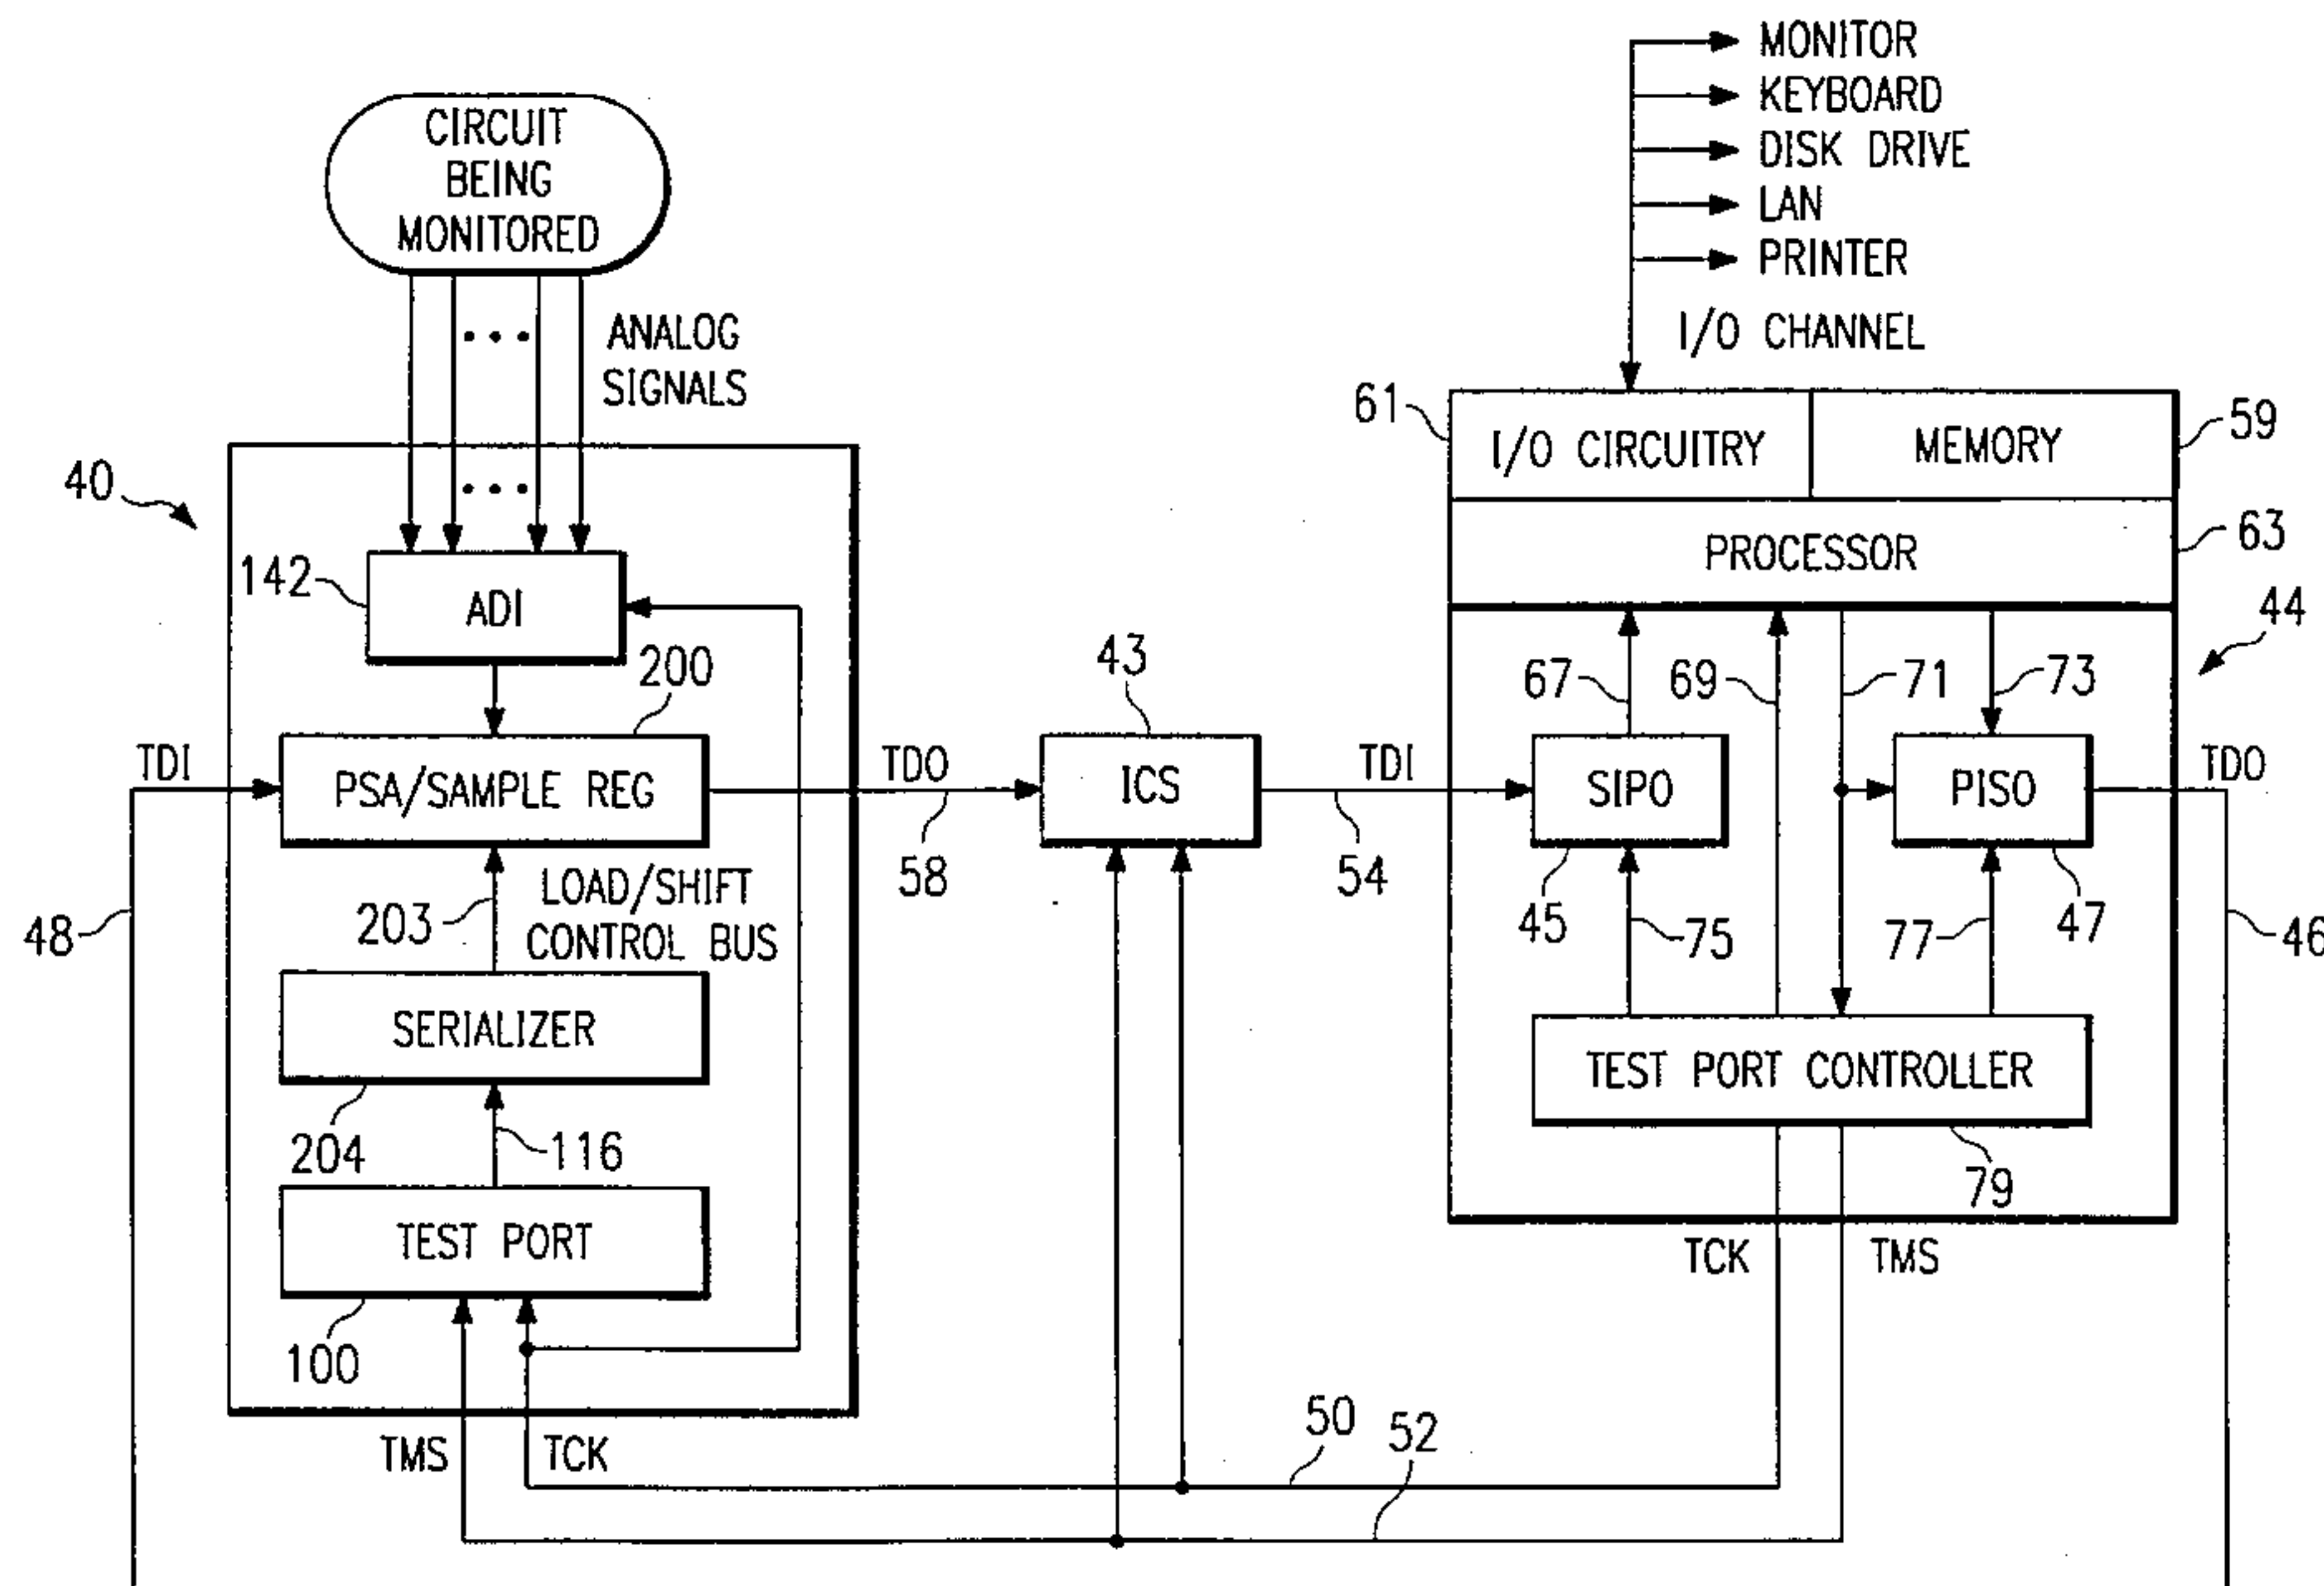 MONITOR
KEYBOARD
DISK DRIVE
LAN
PRINTER
I/O CHANNEL
CIRCUIT
BEING
MONITORED
ANALOG
SIGNALS
40
142
ADI
200
TDI
PSA/SAMPLE REG
TDO
58
48
203
LOAD/SHIFT
CONTROL BUS
SERIALIZER
204
116
TEST PORT
100
TMS
TCK
43
ICS
TDI
54
61
I/O CIRCUITRY
MEMORY
59
PROCESSOR
63
44
67
69
71
73
SIPO
PISO
TDO
45
75
77
47
46
TEST PORT CONTROLLER
79
TCK
TMS
50
52